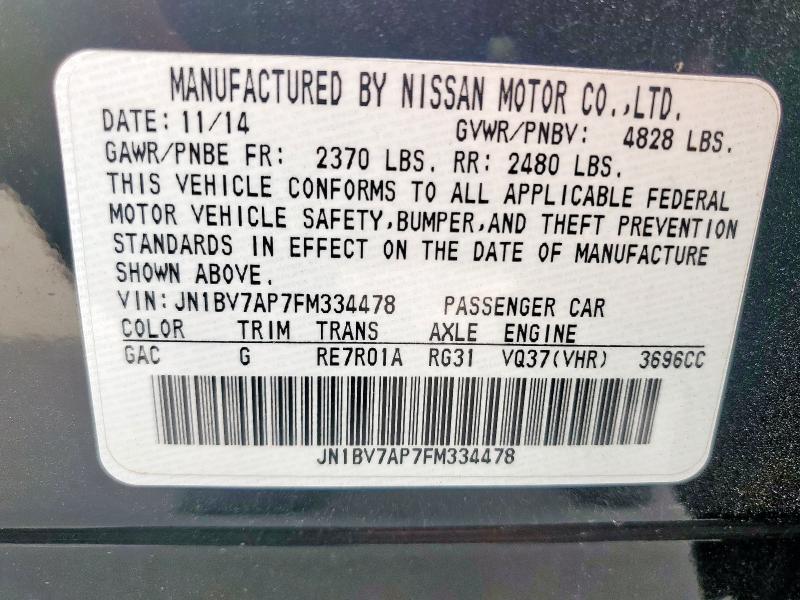 MANUFACTURED BY NISSAN MOTOR CO.,LTD.
DATE: 11/14 GVWR/PNBV: 4828 LBS.
GAWR/PNBE FR: 2370 LBS. RR: 2480 LBS.
THIS VEHICLE CONFORMS TO ALL APPLICABLE FEDERAL
MOTOR VEHICLE SAFETY,BUMPER,AND THEFT PREVENTION
STANDARDS IN EFFECT ON THE DATE OF MANUFACTURE
SHOWN ABOVE.
VIN: JN1BV7AP7FM334478 PASSENGER CAR
COLOR TRIM TRANS AXLE ENGINE
GAC G RE7R01A RG31 VQ37(VHR) 3696CC
JN1BV7AP7FM334478